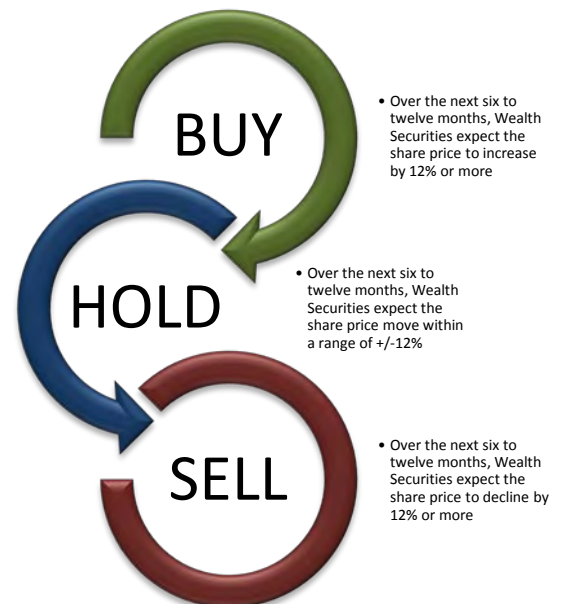 BUY
• Over the next six to
twelve months, Wealth
Securities expect the
share price to increase
by 12% or more
HOLD
• Over the next six to
twelve months, Wealth
Securities expect the
share price move within
a range of +/-12%
SELL
• Over the next six to
twelve months, Wealth
Securities expect the
share price to decline by
12% or more